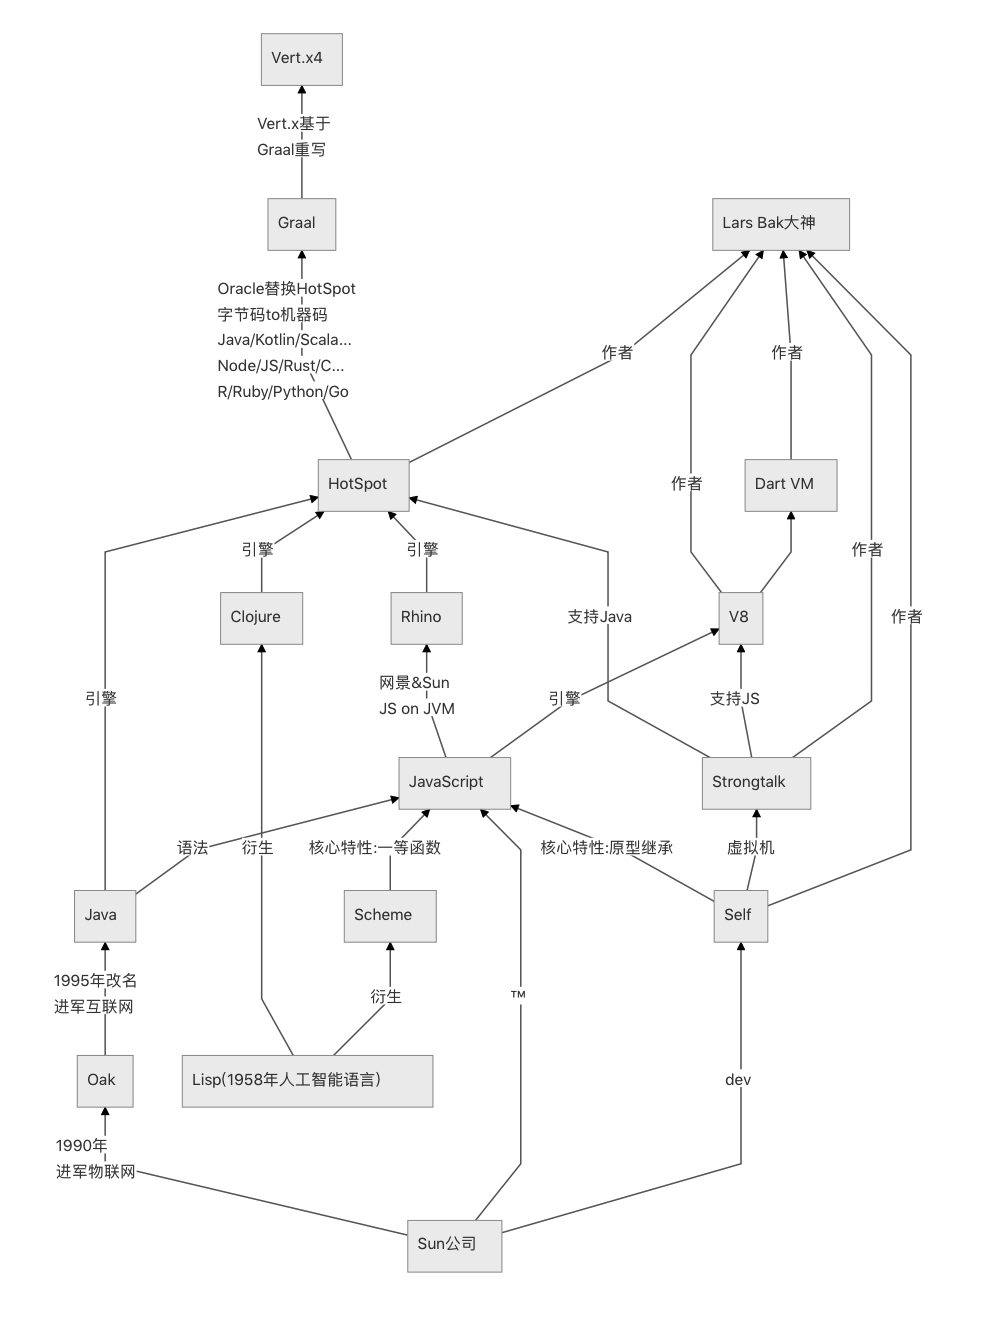 Vert.x4
Vert.x基于
Graal重写
Graal
Lars Bak大神
Oracle替换HotSpot
字节码to机器码
Java/Kotlin/Scala...
Node/JS/Rust/C...
R/Ruby/Python/Go
作者
作者
HotSpot
作者
Dart VM
引擎
引擎
作者
Clojure
Rhino
支持Java
V8
作者
网景&Sun
JS on JVM
引擎
引擎
支持JS
JavaScript
Strongtalk
语法
衍生
核心特性:一等函数
核心特性:原型继承
虚拟机
Java
Scheme
Self
1995年改名
进军互联网
衍生
™
Oak
Lisp(1958年人工智能语言)
dev
1990年
进军物联网
Sun公司